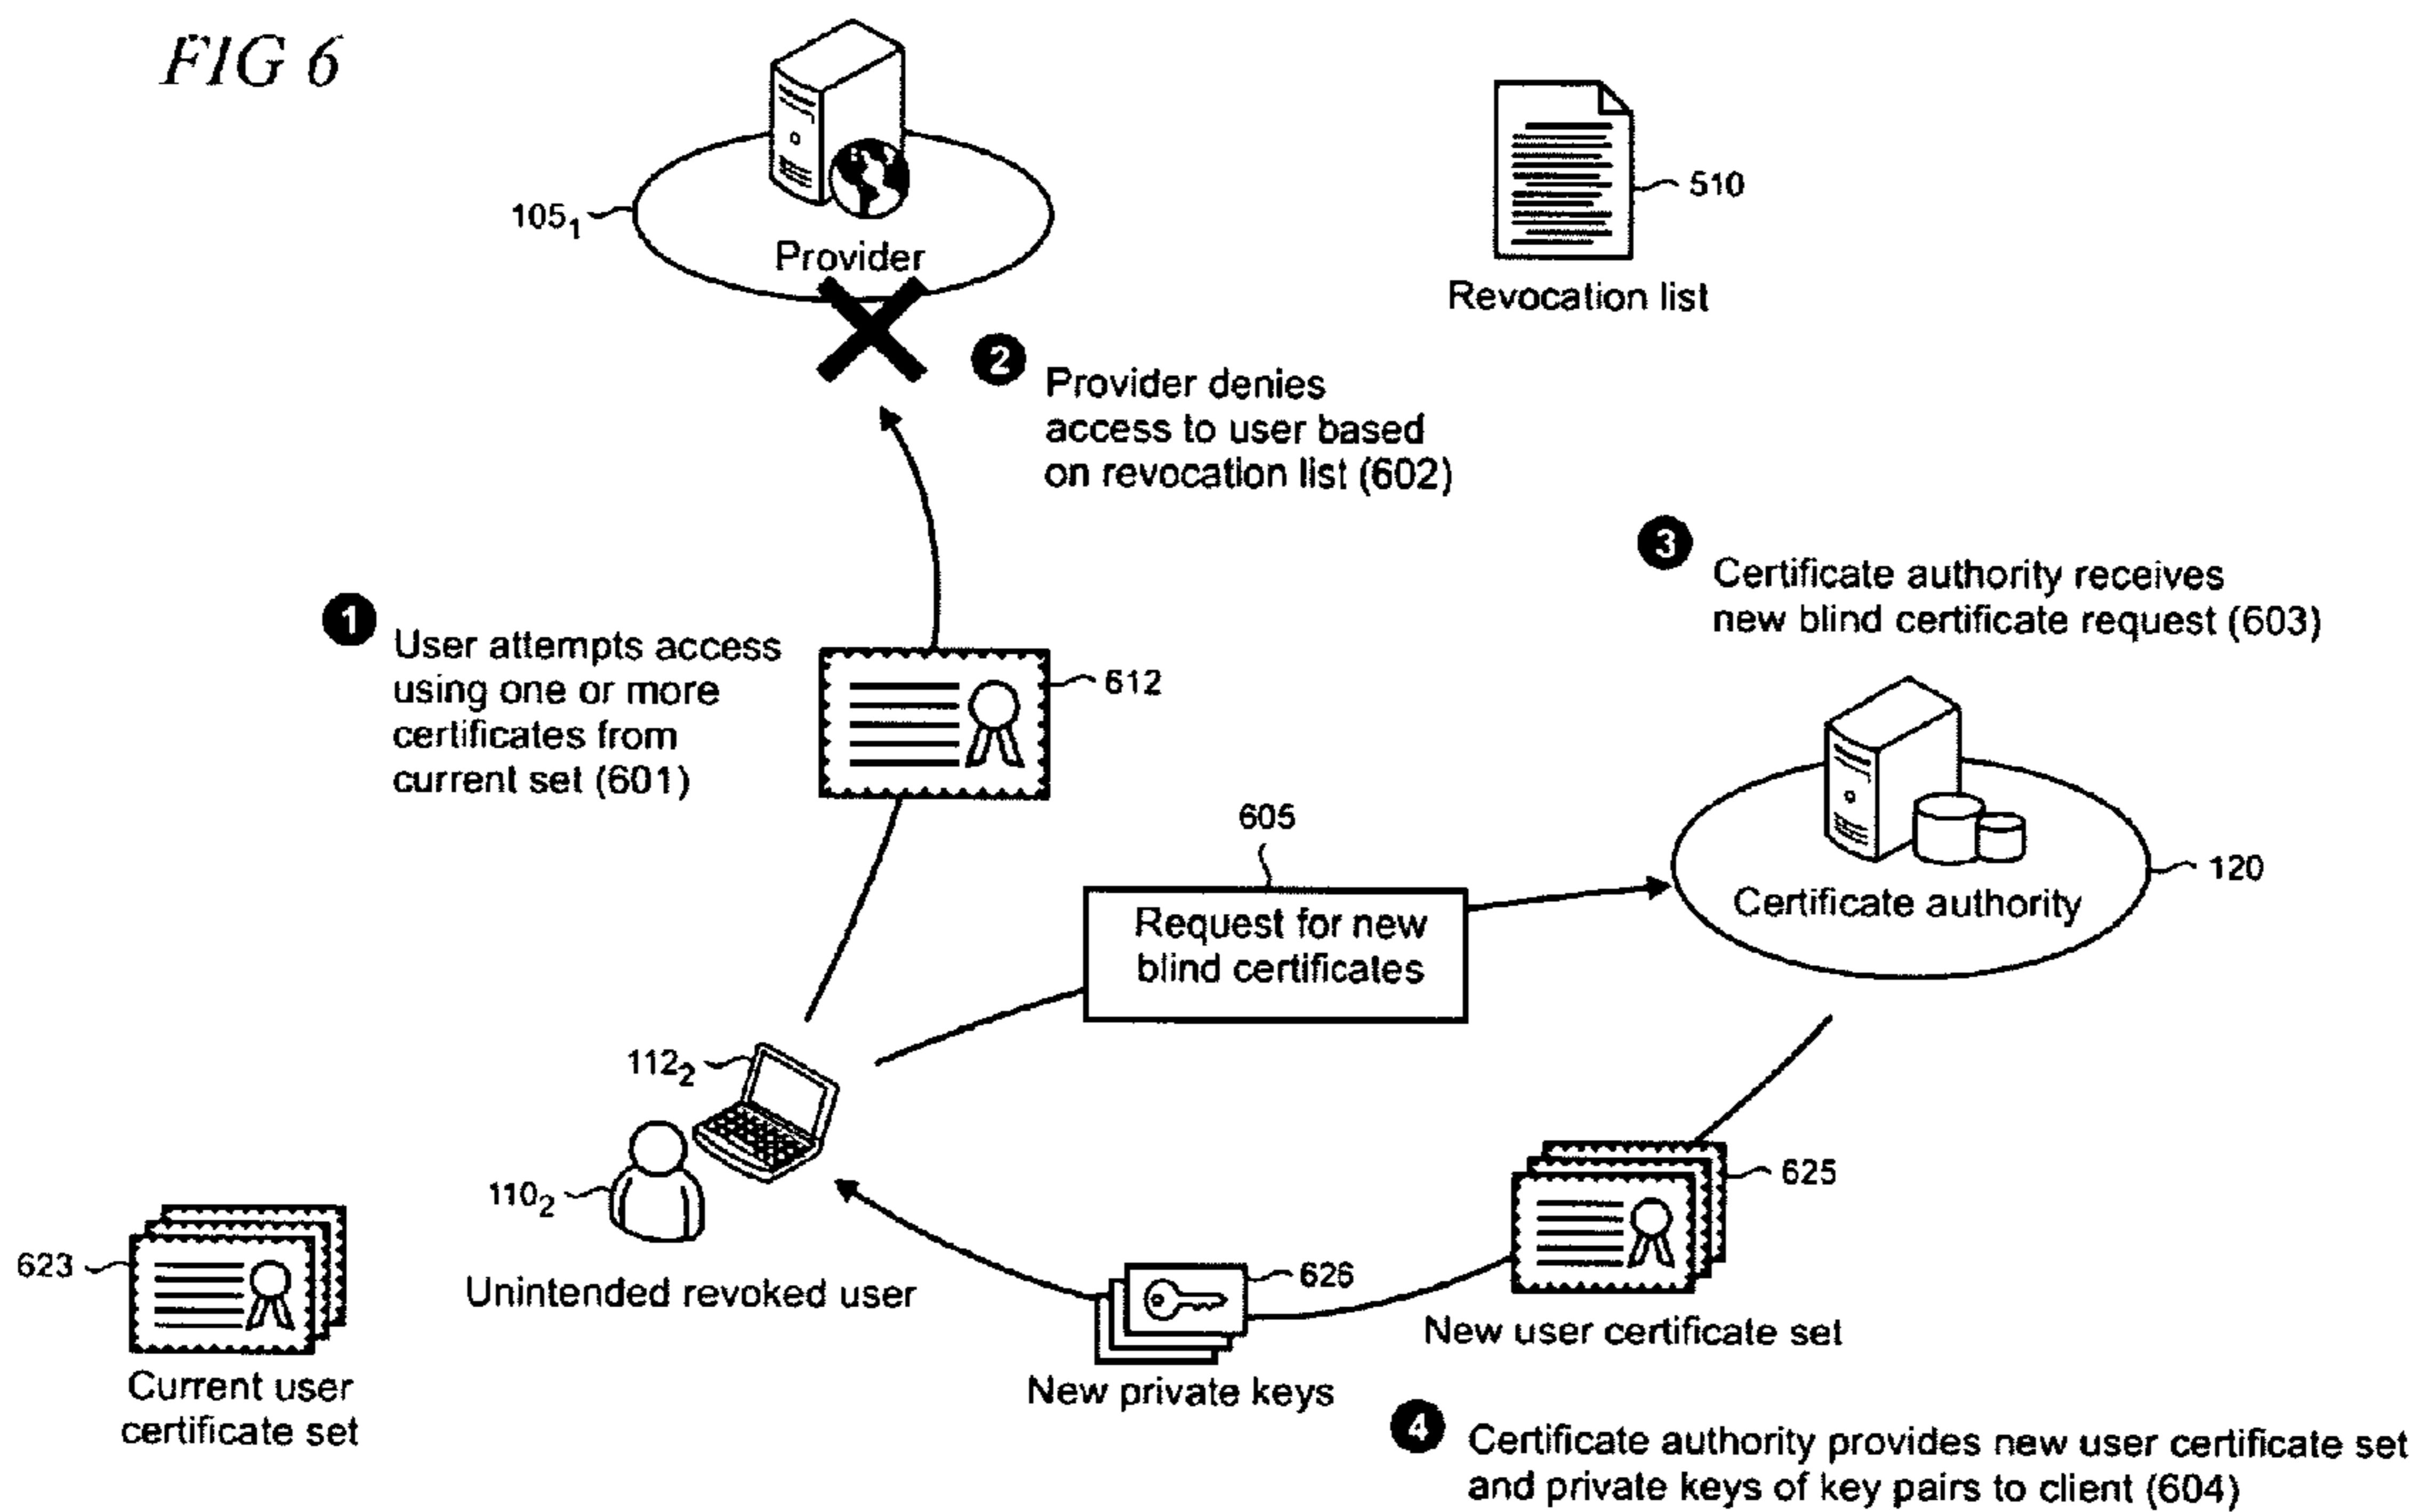 FIG 6
105₁
Provider
510
Revocation list
2
Provider denies
access to user based
on revocation list (602)
3
Certificate authority receives
new blind certificate request (603)
1
User attempts access
using one or more
certificates from
current set (601)
612
605
Request for new
blind certificates
120
Certificate authority
112₂
110₂
Unintended revoked user
623
Current user
certificate set
625
New user certificate set
626
New private keys
4
Certificate authority provides new user certificate set
and private keys of key pairs to client (604)